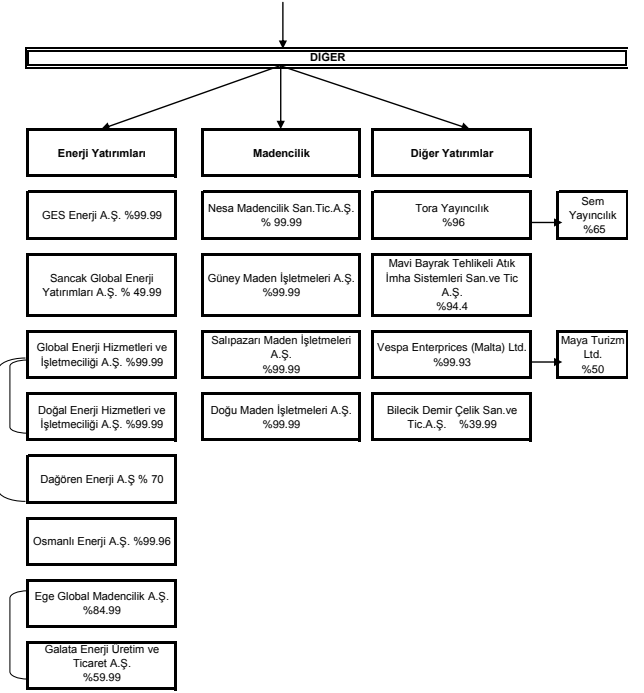 DİĞER
Enerji Yatırımları
Madencilik
Diğer Yatırımlar
GES Enerji A.Ş. %99.99
Nesa Madencilik San.Tic.A.Ş.
% 99.99
Tora Yayıncılık
%96
Sem
Yayıncılık
%65
Sancak Global Enerji
Yatırımları A.Ş. % 49.99
Güney Maden İşletmeleri A.Ş.
%99.99
Mavi Bayrak Tehlikeli Atık
İmha Sistemleri San.ve Tic
A.Ş.
%94.4
Global Enerji Hizmetleri ve
İşletmeciliği A.Ş. %99.99
Salıpazarı Maden İşletmeleri
A.Ş.
%99.99
Vespa Enterprices (Malta) Ltd.
%99.93
Maya Turizm
Ltd.
%50
Doğal Enerji Hizmetleri ve
İşletmeciliği A.Ş. %99.99
Doğu Maden İşletmeleri A.Ş.
%99.99
Bilecik Demir Çelik San.ve
Tic.A.Ş. %39.99
Dağören Enerji A.Ş % 70
Osmanlı Enerji A.Ş. %99.96
Ege Global Madencilik A.Ş.
%84.99
Galata Enerji Üretim ve
Ticaret A.Ş.
%59.99